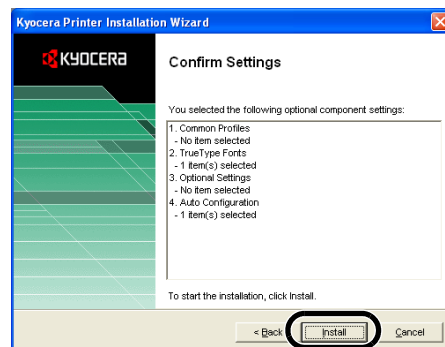 Kyocera Printer Installation Wizard
KYOCERA
Confirm Settings
You selected the following optional component settings:
1. Common Profiles
- No item selected
2. TrueType Fonts
- 1 item(s) selected
3. Optional Settings
- No item selected
4. Auto Configuration
- 1 item(s) selected
To start the installation, click Install.
< Back Install Cancel